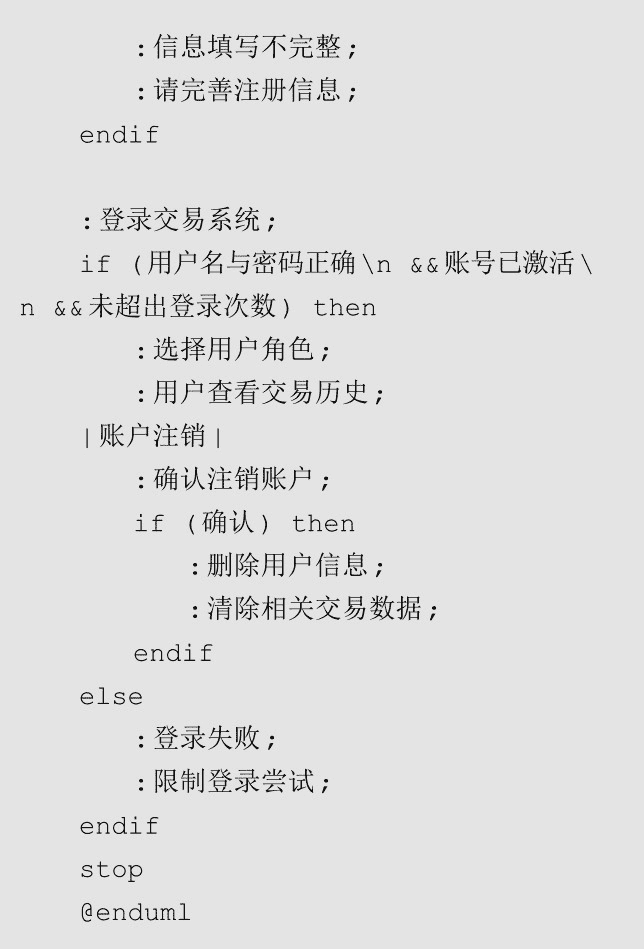 :信息填写不完整;
:请完善注册信息;
endif
:登录交易系统;
if (用户名与密码正确\n &&账号已激活\
n &&未超出登录次数) then
:选择用户角色;
:用户查看交易历史;
|账户注销|
:确认注销账户;
if (确认) then
:删除用户信息;
:清除相关交易数据;
endif
else
:登录失败;
:限制登录尝试;
endif
stop
@enduml